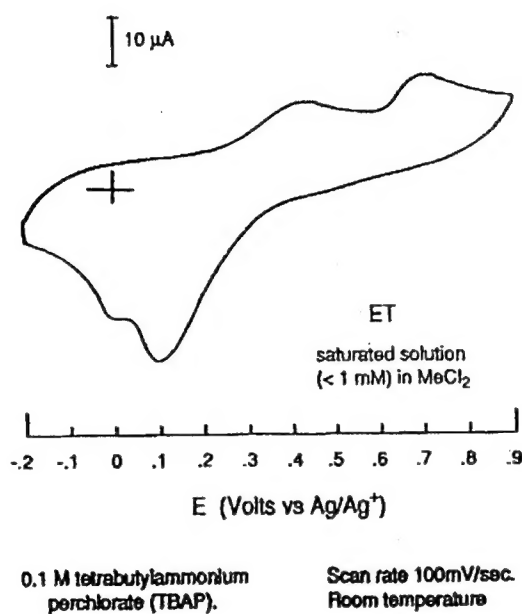 10 μA
ET
saturated solution
(< 1 mM) in MeCl₂
-.2 -.1 0 .1 .2 .3 .4 .5 .6 .7 .8 .9
E (Volts vs Ag/Ag⁺)
0.1 M tetrabutylammonium
perchlorate (TBAP).
Scan rate 100mV/sec.
Room temperature